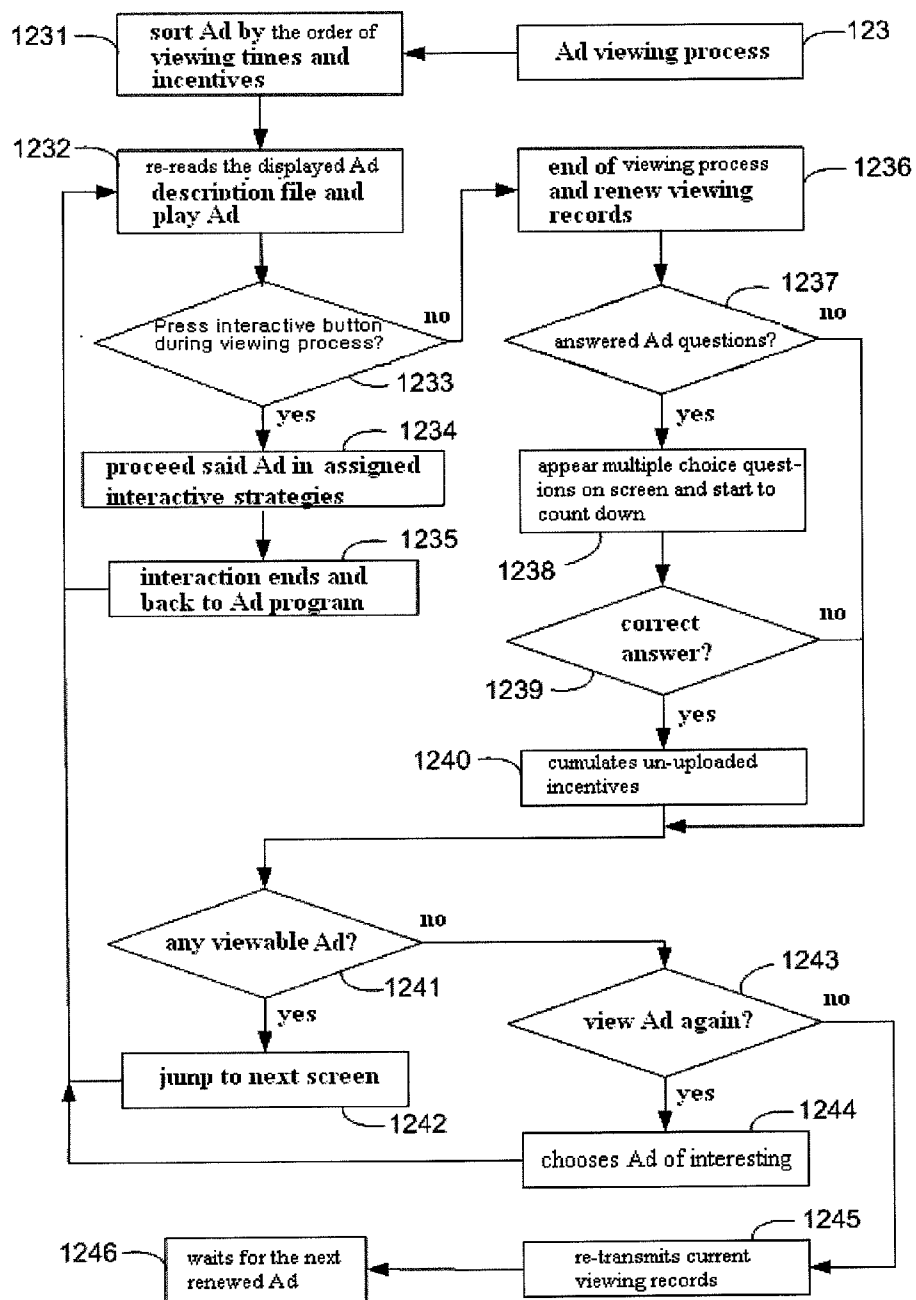 1231
sort Ad by the order of
viewing times and
incentives
Ad viewing process
123
1232
re-reads the displayed Ad
description file and
play Ad
end of viewing process
and renew viewing
records
1236
Press interactive button
during viewing process?
no
1233
yes
1237
answered Ad questions?
no
yes
1234
proceed said Ad in assigned
interactive strategies
appear multiple choice quest-
ions on screen and start to
count down
1238
1235
interaction ends and
back to Ad program
correct
answer?
no
1239
yes
1240
cumulates un-uploaded
incentives
any viewable Ad?
no
1241
yes
1243
view Ad again?
no
yes
jump to next screen
1242
1244
chooses Ad of interesting
1245
re-transmits current
viewing records
1246
waits for the next
renewed Ad